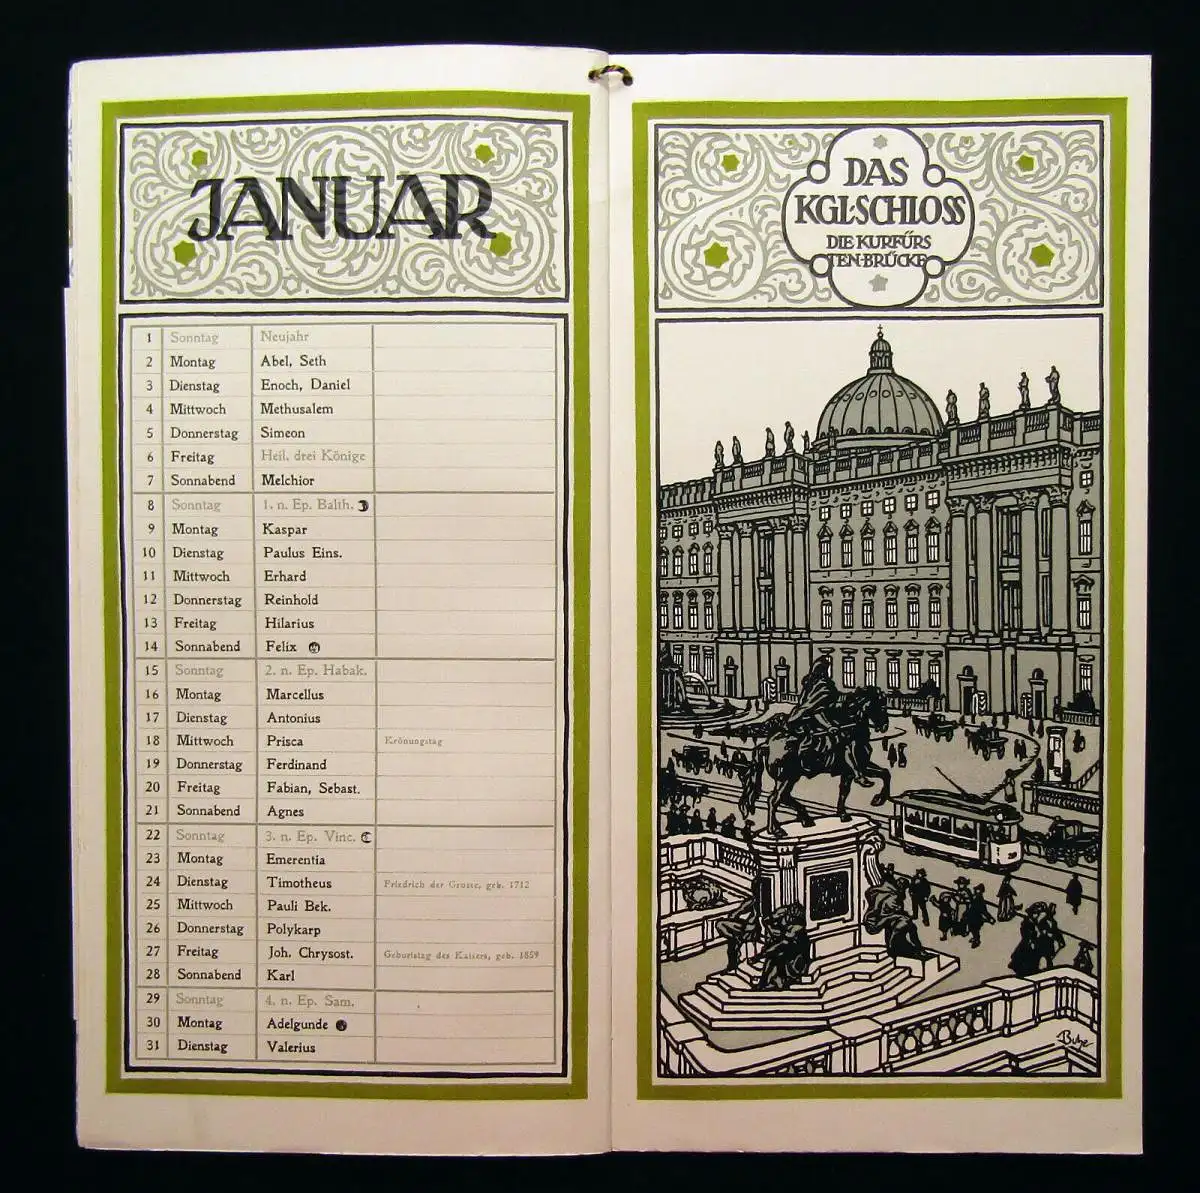 JANUAR
1 Sonntag Neujahr
2 Montag Abel, Seth
3 Dienstag Enoch, Daniel
4 Mittwoch Methusalem
5 Donnerstag Simeon
6 Freitag Heil. drei Könige
7 Sonnabend Melchior
8 Sonntag 1. n. Ep. Balth.
9 Montag Kaspar
10 Dienstag Paulus Eins.
11 Mittwoch Erhard
12 Donnerstag Reinhold
13 Freitag Hilarius
14 Sonnabend Felix
15 Sonntag 2. n. Ep. Habak.
16 Montag Marcellus
17 Dienstag Antonius
18 Mittwoch Prisca Krönungstag
19 Donnerstag Ferdinand
20 Freitag Fabian, Sebast.
21 Sonnabend Agnes
22 Sonntag 3. n. Ep. Vinc.
23 Montag Emerentia
24 Dienstag Timotheus Friedrich der Grosse, geb. 1712
25 Mittwoch Pauli Bek.
26 Donnerstag Polykarp
27 Freitag Joh. Chrysost. Geburtstag des Kaisers, geb. 1859
28 Sonnabend Karl
29 Sonntag 4. n. Ep. Sam.
30 Montag Adelgunde
31 Dienstag Valerius
DAS
KGL·SCHLOSS
DIE KURFÜRS
TEN·BRÜCKE